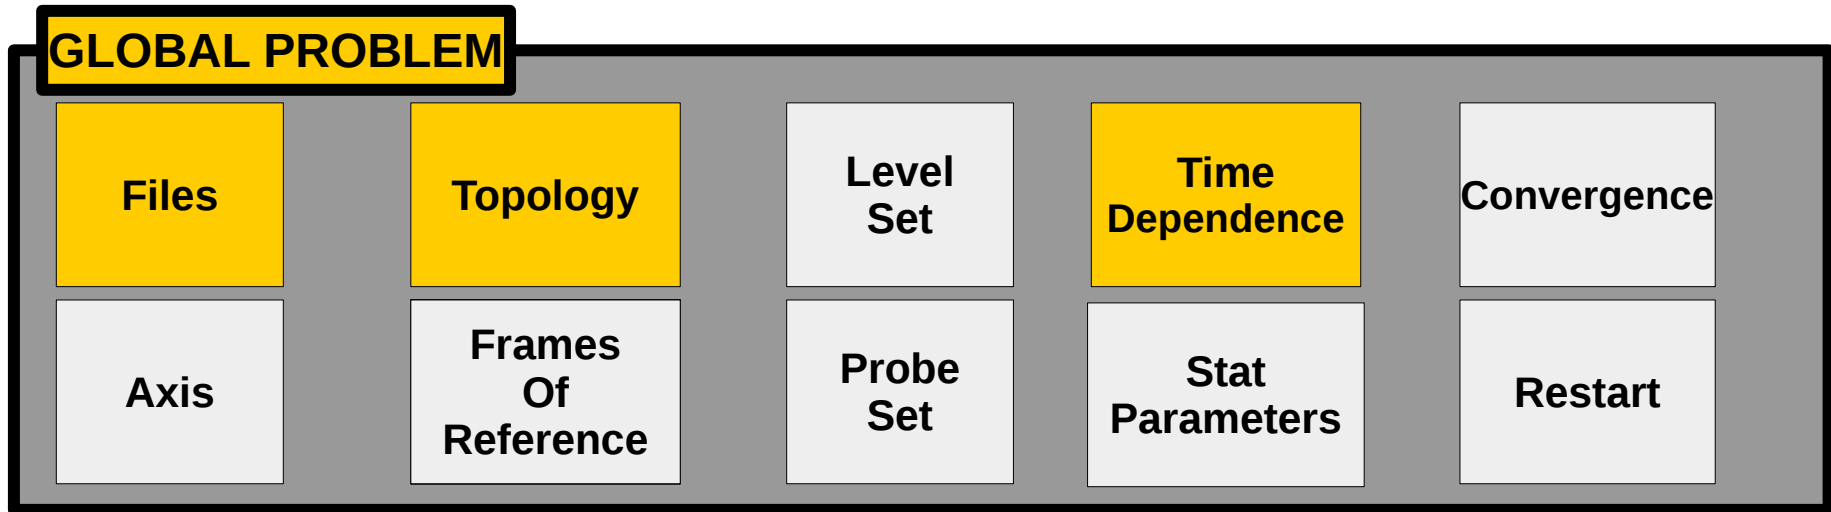 GLOBAL PROBLEM
Files
Topology
Level
Set
Time
Dependence
Convergence
Axis
Frames
Of
Reference
Probe
Set
Stat
Parameters
Restart